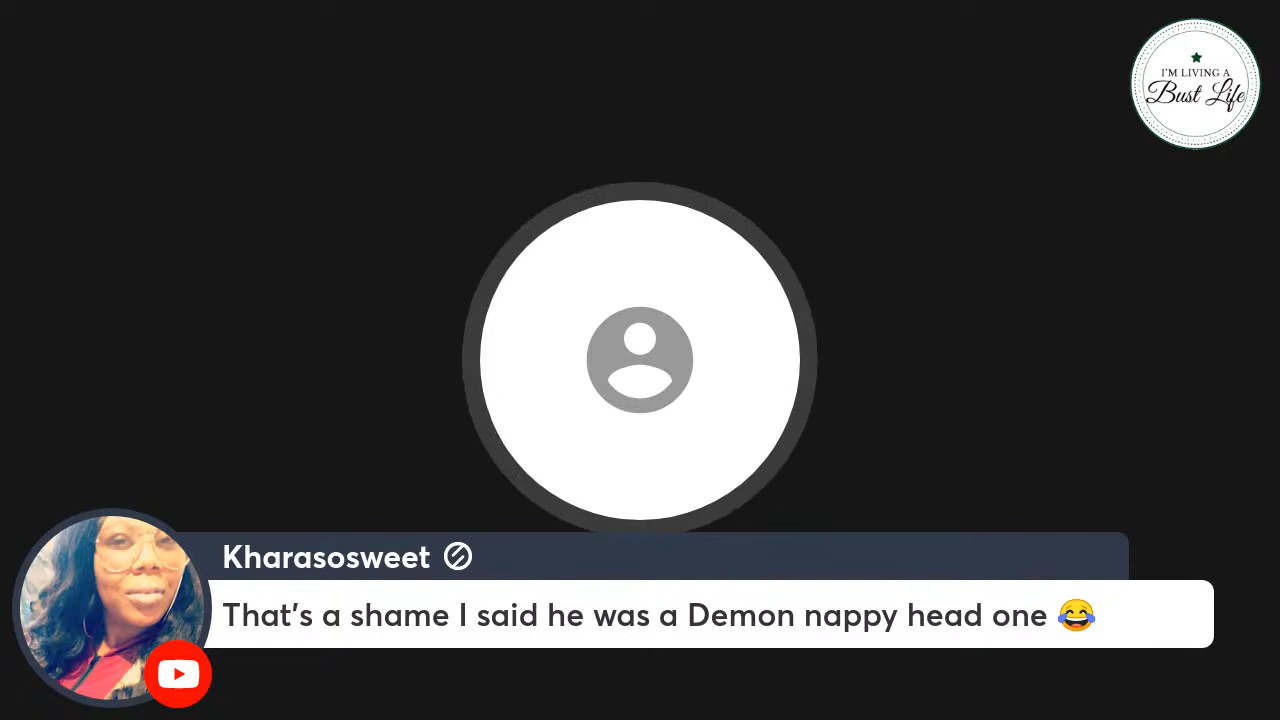 I'M LIVING A
Bust Life
Kharasosweet
That's a shame I said he was a Demon nappy head one 😂